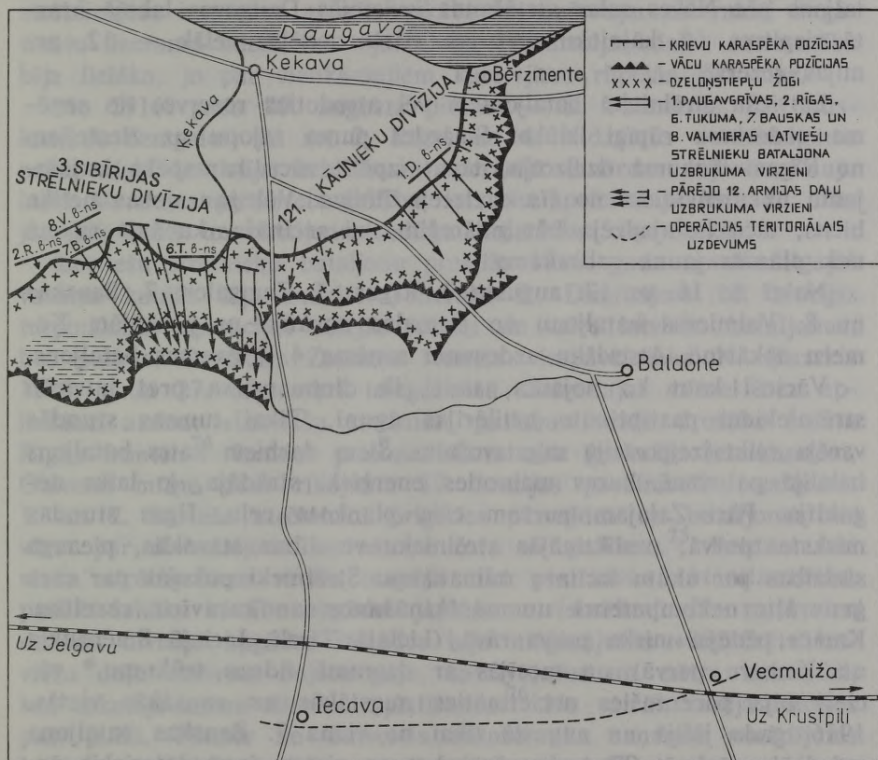 Daugava
Ķekava
Bērzmente
Ķekava
3. SIBĪRIJAS
STRĒLNIEKU DIVĪZIJA
121. KĀJNIEKU DIVĪZIJA
1.D. б-ns
8.V. б-ns
2.R. б-ns
7.B. б-ns
6.T. б-ns
Baldone
Uz Jelgavu
Vecmuiža
Iecava
Uz Krustpili
– KRIEVU KARASPĒKA POZĪCIJAS
– VĀCU KARASPĒKA POZĪCIJAS
XXXX – DZELOŅSTIEPĻU ŽOGI
– 1. DAUGAVGRĪVAS, 2. RĪGAS,
6. TUKUMA, 7. BAUSKAS UN
8. VALMIERAS LATVIEŠU
STRĒLNIEKU BATALJONA
UZBRUKUMA VIRZIENI
– PĀRĒJO 12. ARMIJAS DAĻU
UZBRUKUMA VIRZIENI
– OPERĀCIJAS TERITORIĀLAIS
UZDEVUMS